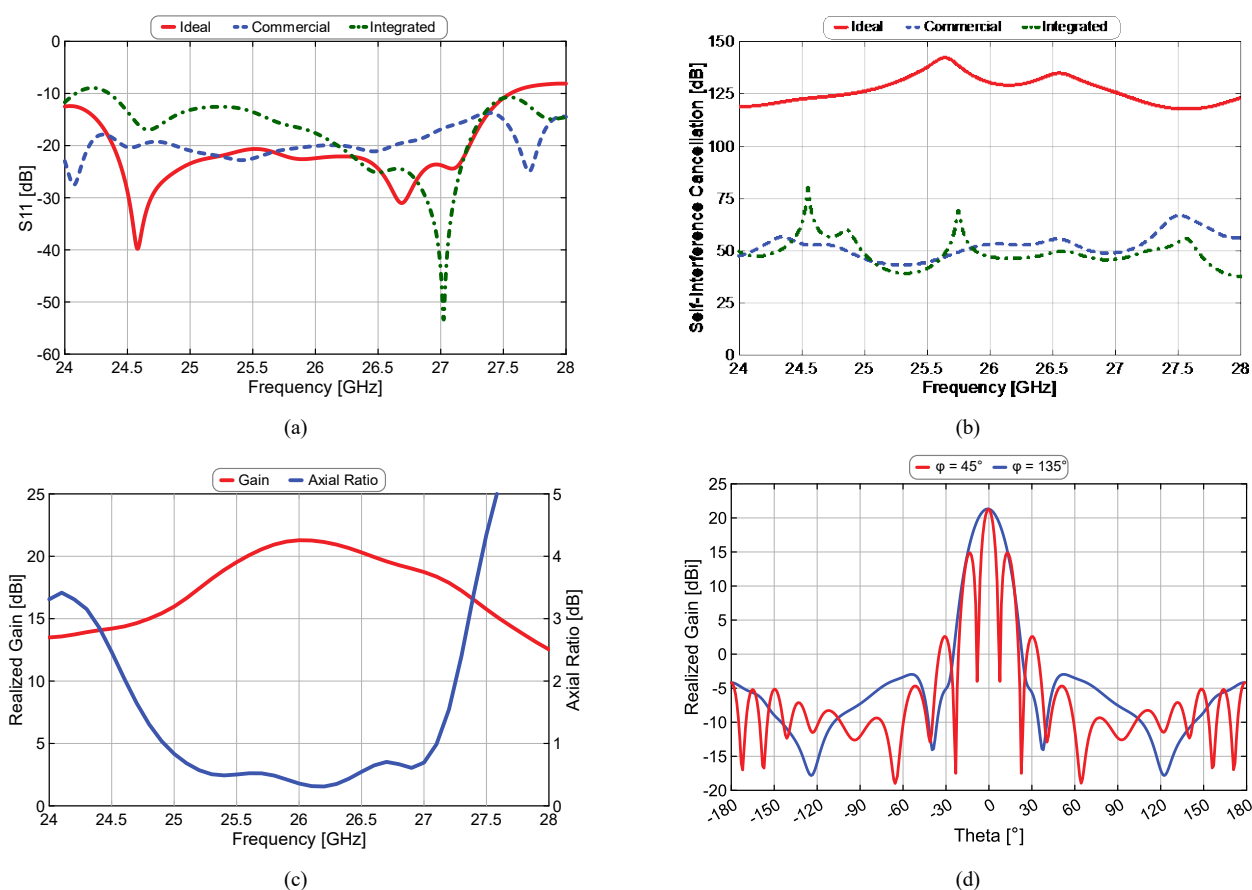 Ideal Commercial Integrated
0
-10
-20
-30
-40
-50
-60
S11 [dB]
24 24.5 25 25.5 26 26.5 27 27.5 28
Frequency [GHz]
(a)
Ideal Commercial Integrated
150
125
100
75
50
25
0
Self-Interference Cancellation [dB]
24 24.5 25 25.5 26 26.5 27 27.5 28
Frequency [GHz]
(b)
Gain Axial Ratio
25
20
15
10
5
0
Realized Gain [dBi]
5
4
3
2
1
0
Axial Ratio [dB]
24 24.5 25 25.5 26 26.5 27 27.5 28
Frequency [GHz]
(c)
φ = 45° φ = 135°
25
20
15
10
5
0
-5
-10
-15
-20
Realized Gain [dBi]
-180 -150 -120 -90 -60 -30 0 30 60 90 120 150 180
Theta [°]
(d)